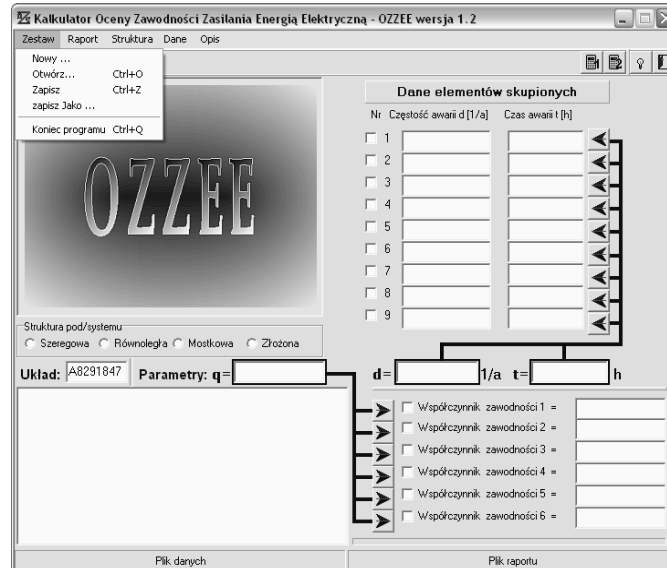 Kalkulator Oceny Zawodności Zasilania Energią Elektryczną - OZZEE wersja 1.2
Zestaw Raport Struktura Dane Opis
Nowy ...
Otwórz... Ctrl+O
Zapisz Ctrl+Z
zapisz Jako ...
Koniec programu Ctrl+Q
OZZEE
Dane elementów skupionych
Nr Częstość awarii d [1/a] Czas awarii t [h]
1
2
3
4
5
6
7
8
9
Struktura pod/systemu
Szeregowa Równoległa Mostkowa Złożona
Układ: A8291847 Parametry: q= d= 1/a t= h
Współczynnik zawodności 1 =
Współczynnik zawodności 2 =
Współczynnik zawodności 3 =
Współczynnik zawodności 4 =
Współczynnik zawodności 5 =
Współczynnik zawodności 6 =
Plik danych Plik raportu